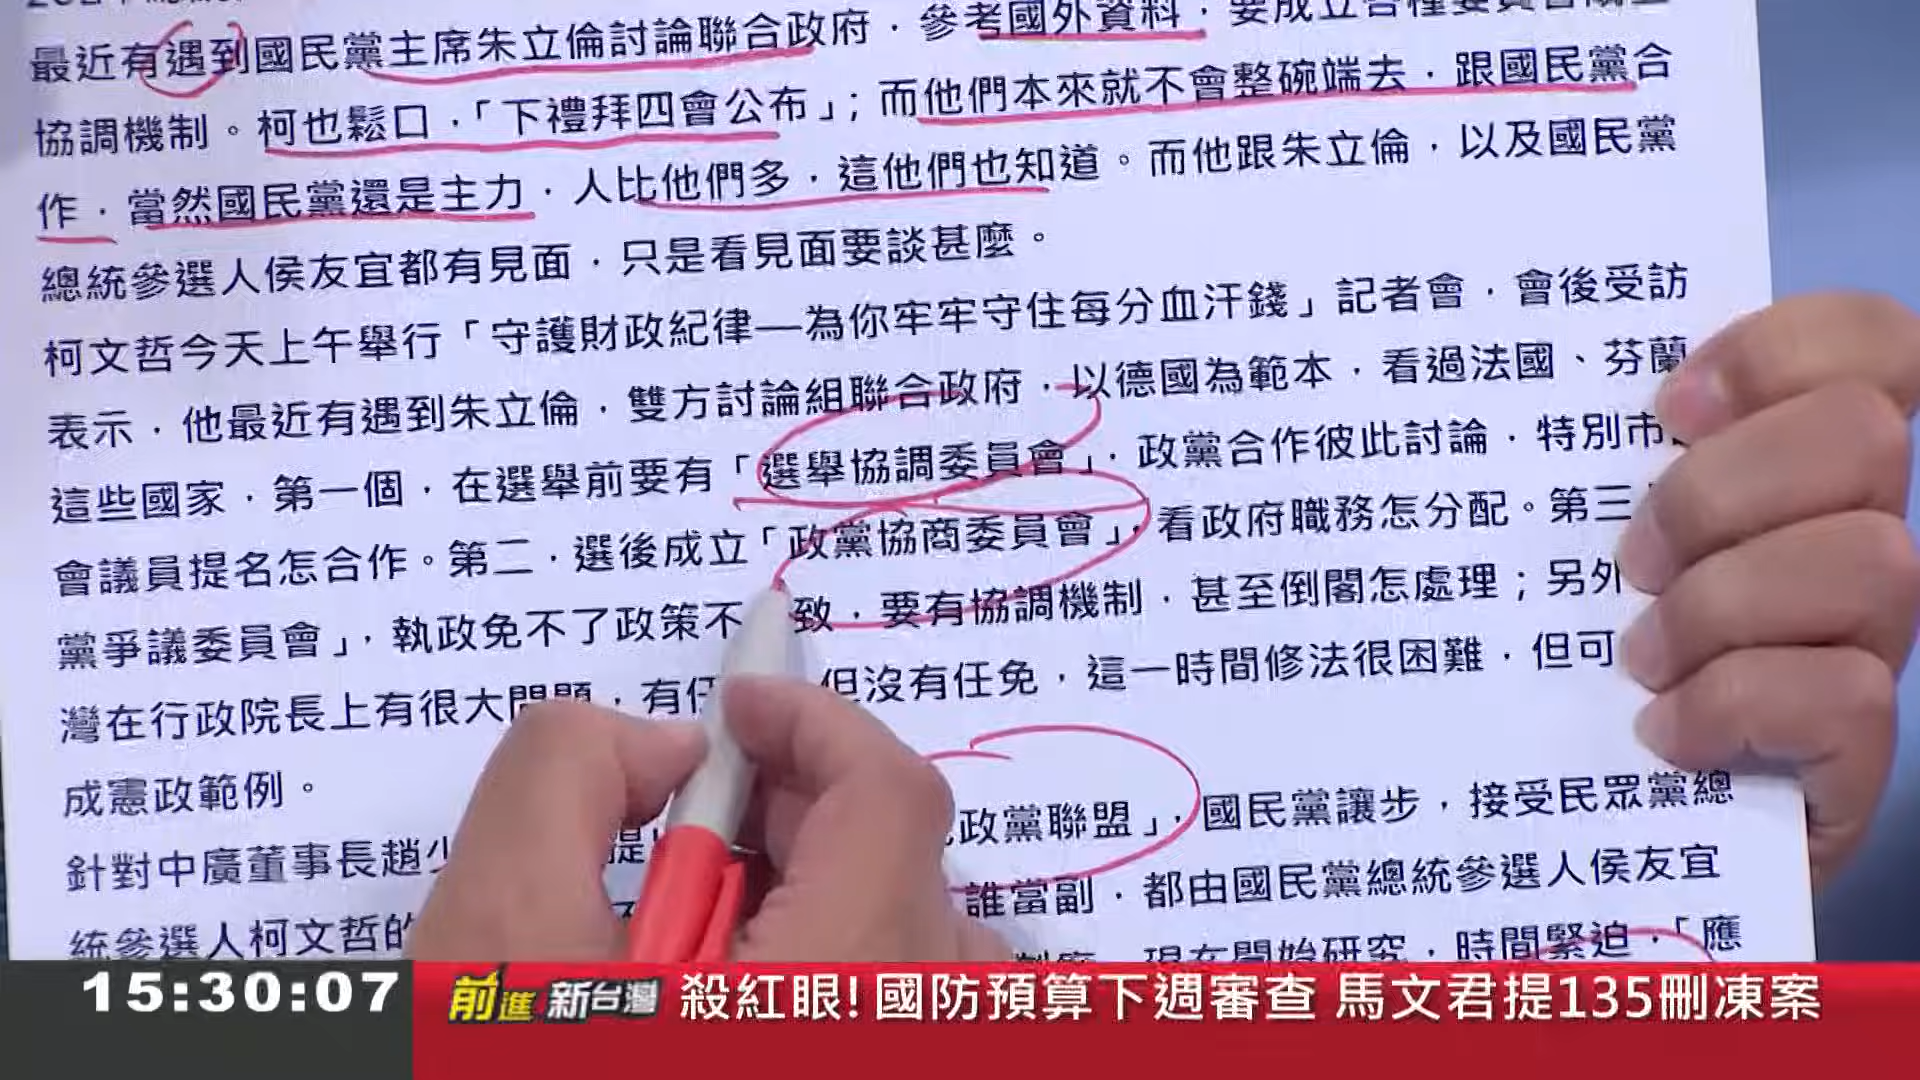 最近有遇到國民黨主席朱立倫討論聯合政府，參考國外資料，要成立各種委員會
協調機制。柯也鬆口，「下禮拜四會公布」；而他們本來就不會整碗端去，跟國民黨合
作，當然國民黨還是主力，人比他們多，這他們也知道。而他跟朱立倫，以及國民黨
總統參選人侯友宜都有見面，只是看見面要談甚麼。
柯文哲今天上午舉行「守護財政紀律—為你牢牢守住每分血汗錢」記者會，會後受訪
表示，他最近有遇到朱立倫，雙方討論組聯合政府，以德國為範本，看過法國、芬蘭
這些國家，第一個，在選舉前要有「選舉協調委員會」，政黨合作彼此討論，特別市
會議員提名怎合作。第二，選後成立「政黨協商委員會」，看政府職務怎分配。第三
黨爭議委員會」，執政免不了政策不 致，要有協調機制，甚至倒閣怎處理；另外
灣在行政院長上有很大問題，有任 但沒有任免，這一時間修法很困難，但可
成憲政範例。
針對中廣董事長趙少 提 政黨聯盟」，國民黨讓步，接受民眾黨總
統參選人柯文哲的 誰當副，都由國民黨總統參選人侯友宜
制度，現在開始研究，時間緊迫，「應
15:30:07 前進新台灣 殺紅眼!國防預算下週審查 馬文君提135刪凍案